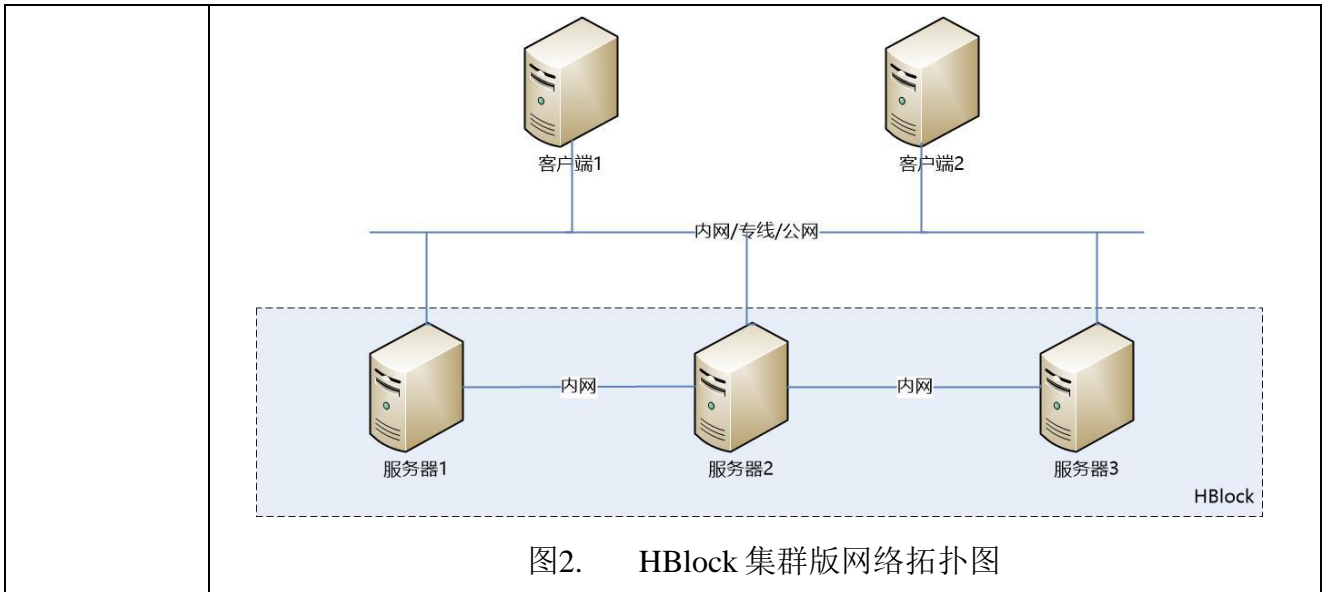 客户端1
客户端2
内网/专线/公网
内网
内网
服务器1
服务器2
服务器3
HBlock
图2. HBlock 集群版网络拓扑图